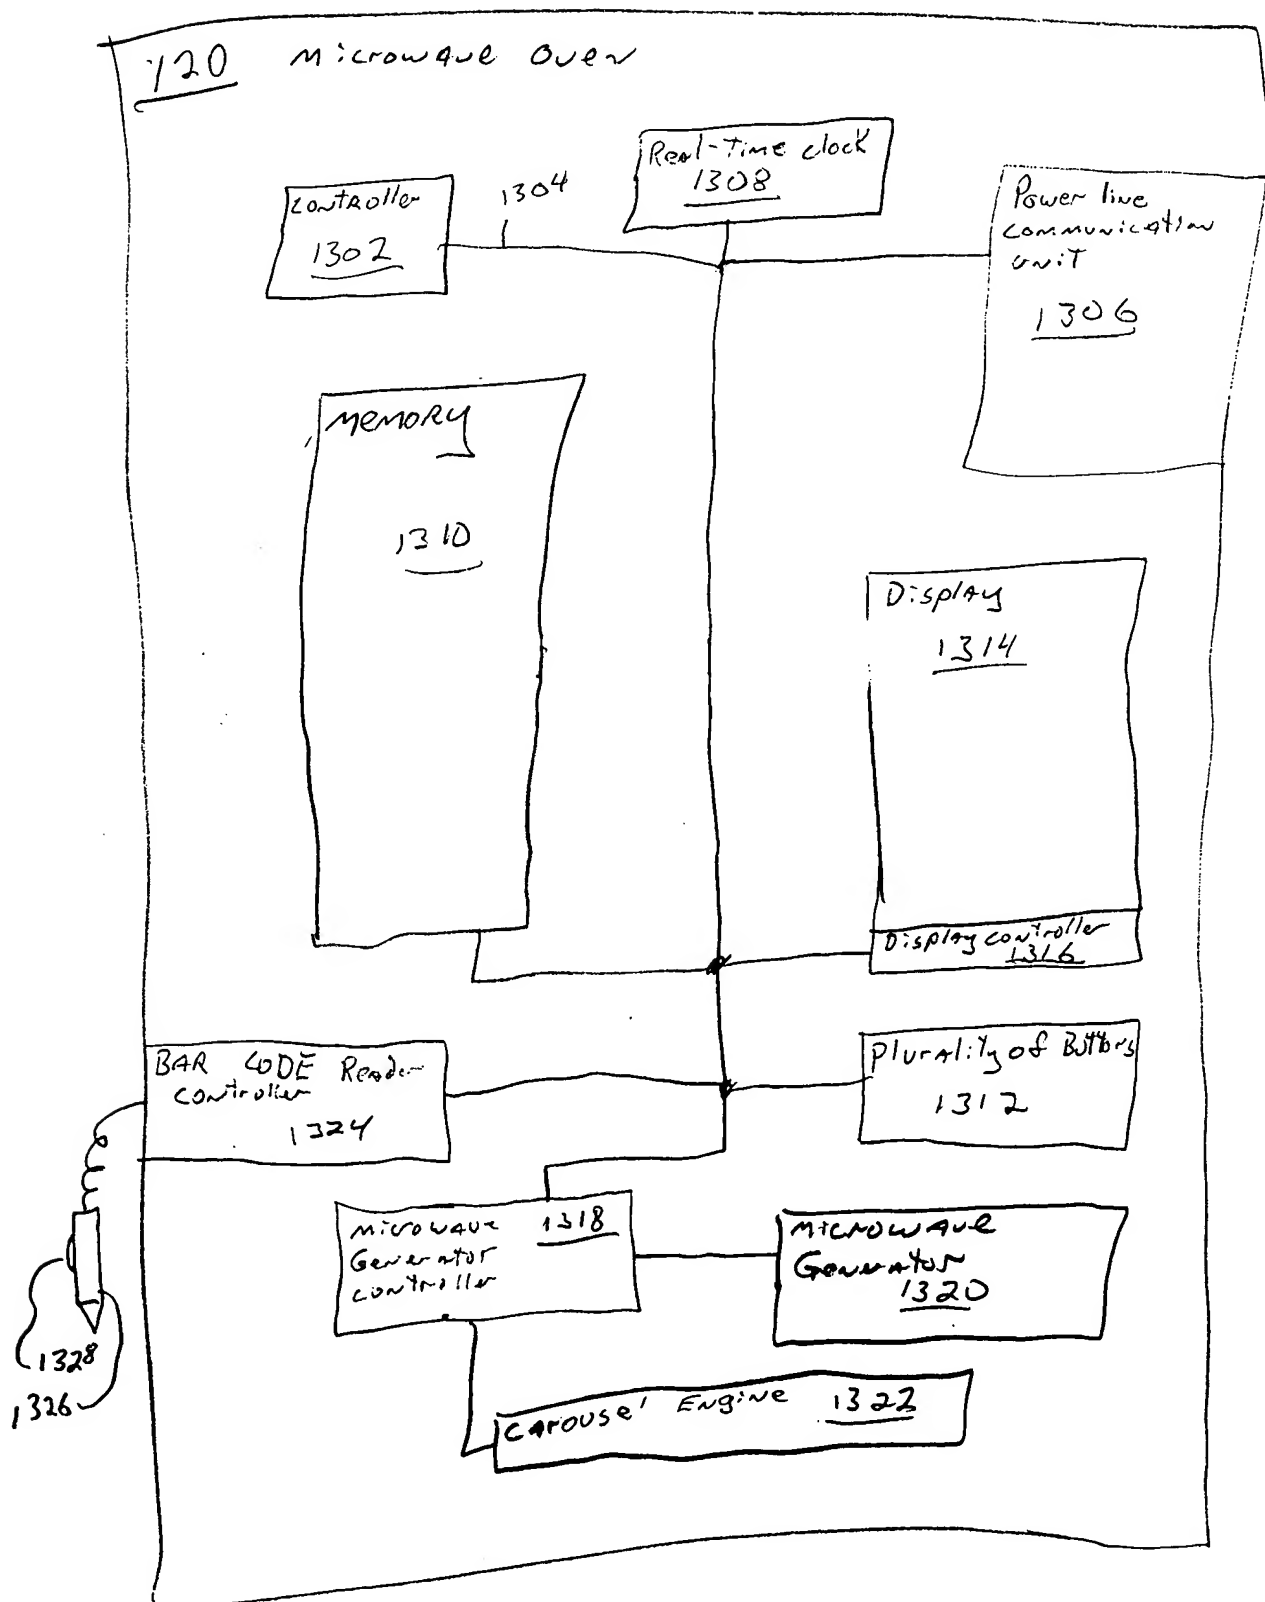 120 Microwave Oven
Real-Time clock
1308
controller
1302
1304
Power line
communication
unit
1306
Memory
1310
Display
1314
Display controller
1316
BAR CODE Reader
controller
1324
Plurality of Buttons
1312
Microwave 1318
Generator
controller
Microwave
Generator
1320
Carousel Engine 1322
1328
1326